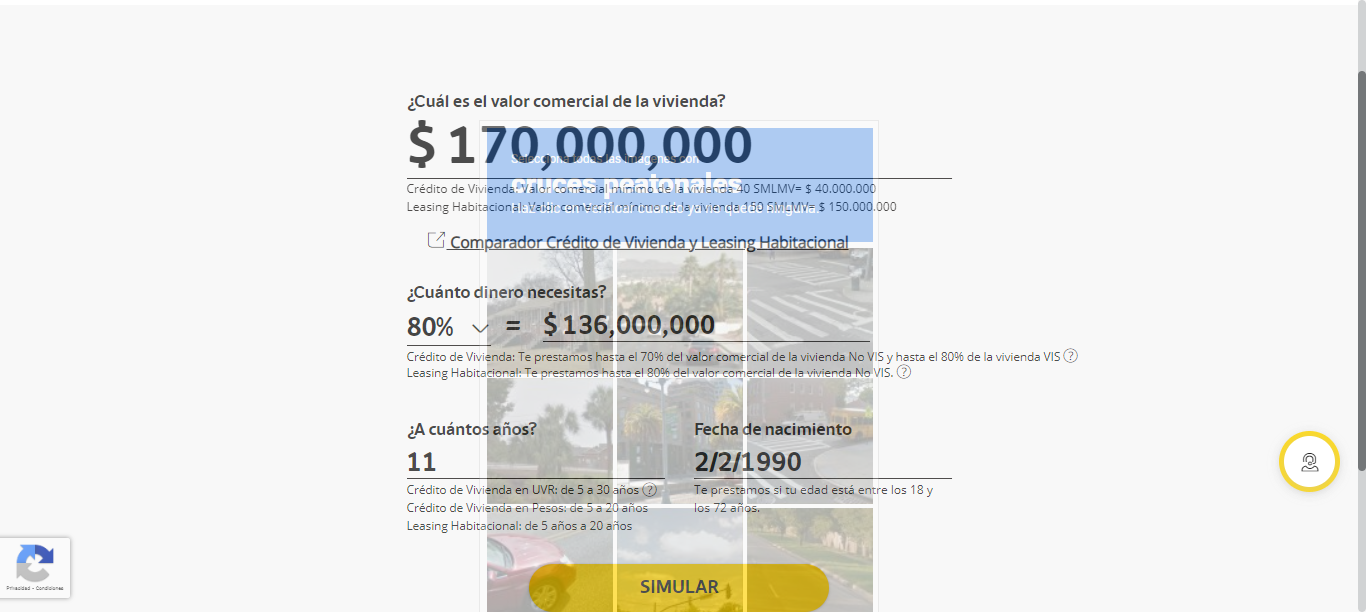 ¿Cuál es el valor comercial de la vivienda?
$ 170,000,000
Selecciona todas las imágenes con
cruces peatonales
Crédito de Vivienda: Valor comercial mínimo de la vivienda 40 SMLMV= $ 40.000.000
Leasing Habitacional: Valor comercial mínimo de la vivienda 150 SMLMV= $ 150.000.000
Comparador Crédito de Vivienda y Leasing Habitacional
¿Cuánto dinero necesitas?
80% = $ 136,000,000
Crédito de Vivienda: Te prestamos hasta el 70% del valor comercial de la vivienda No VIS y hasta el 80% de la vivienda VIS ?
Leasing Habitacional: Te prestamos hasta el 80% del valor comercial de la vivienda No VIS. ?
¿A cuántos años?
11
Crédito de Vivienda en UVR: de 5 a 30 años ?
Crédito de Vivienda en Pesos: de 5 a 20 años
Leasing Habitacional: de 5 años a 20 años
Fecha de nacimiento
2/2/1990
Te prestamos si tu edad está entre los 18 y
los 72 años.
SIMULAR
Privacidad - Condiciones